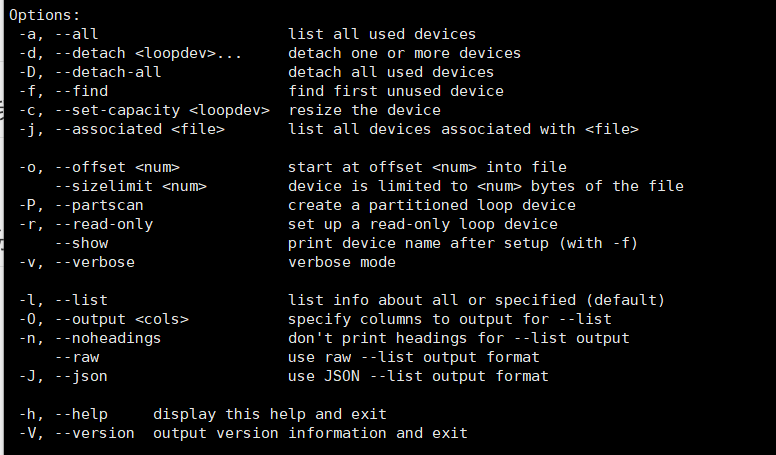 Options:
 -a, --all                     list all used devices
 -d, --detach <loopdev>...     detach one or more devices
 -D, --detach-all              detach all used devices
 -f, --find                    find first unused device
 -c, --set-capacity <loopdev>  resize the device
 -j, --associated <file>       list all devices associated with <file>

 -o, --offset <num>            start at offset <num> into file
     --sizelimit <num>         device is limited to <num> bytes of the file
 -P, --partscan                create a partitioned loop device
 -r, --read-only               set up a read-only loop device
     --show                    print device name after setup (with -f)
 -v, --verbose                 verbose mode

 -l, --list                    list info about all or specified (default)
 -O, --output <cols>           specify columns to output for --list
 -n, --noheadings              don't print headings for --list output
     --raw                     use raw --list output format
 -J, --json                    use JSON --list output format

 -h, --help     display this help and exit
 -V, --version  output version information and exit